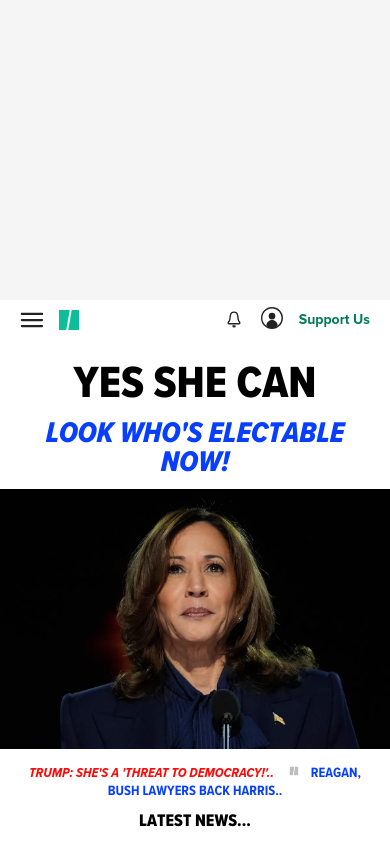 Support Us
YES SHE CAN
LOOK WHO'S ELECTABLE
NOW!
TRUMP: SHE'S A 'THREAT TO DEMOCRACY!'.. REAGAN,
BUSH LAWYERS BACK HARRIS..
LATEST NEWS...